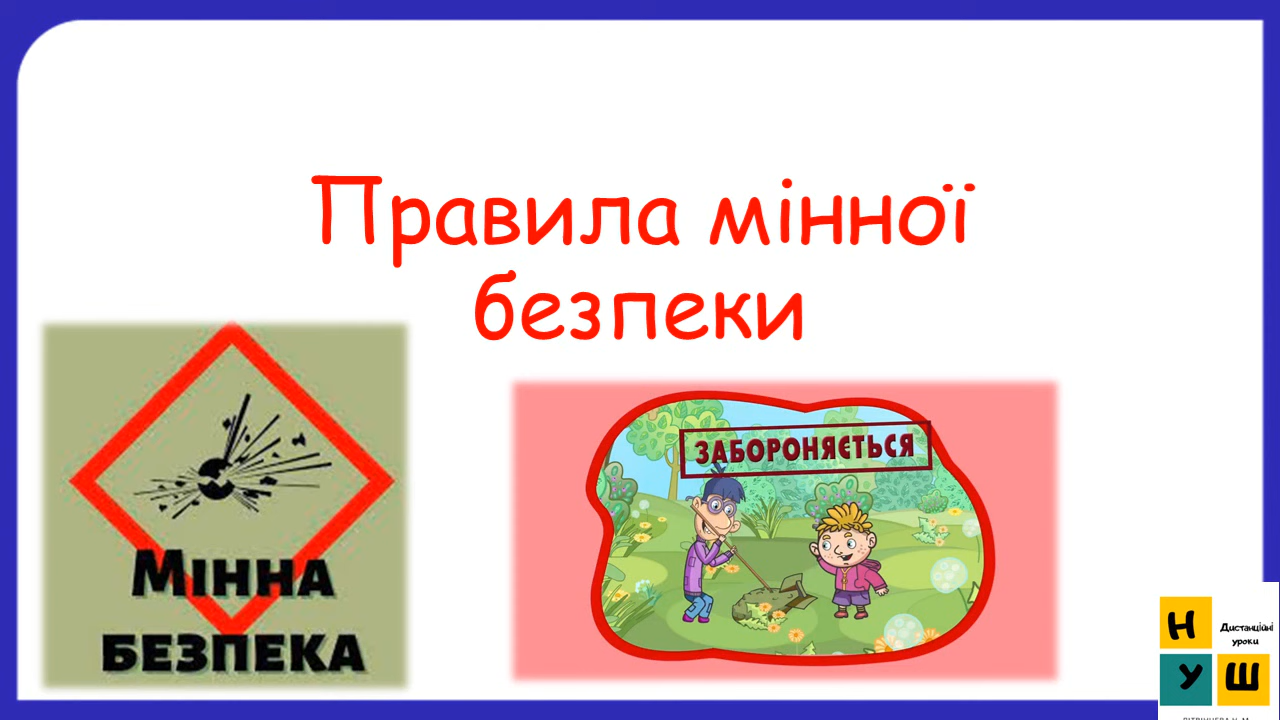 Правила мінної
безпеки
ЗАБОРОНЯЄТЬСЯ
Мінна
БЕЗПЕКА
Н
Дистанційні
уроки
У Ш